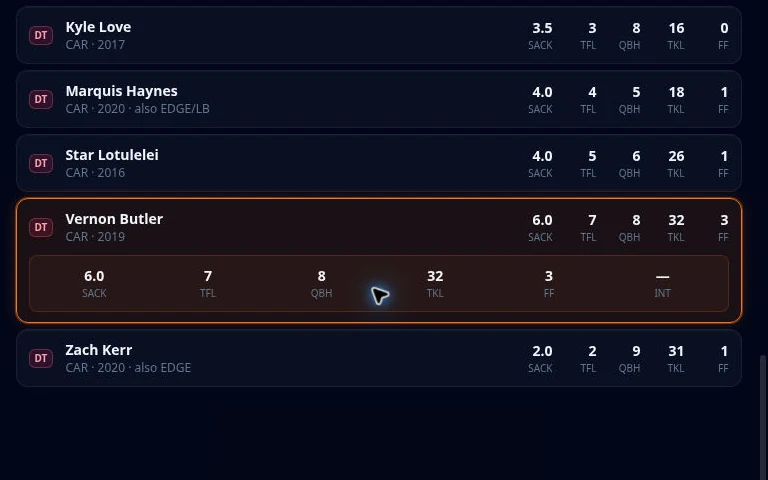 DT
Kyle Love
CAR · 2017
3.5 3 8 16 0
SACK TFL QBH TKL FF
DT
Marquis Haynes
CAR · 2020 · also EDGE/LB
4.0 4 5 18 1
SACK TFL QBH TKL FF
DT
Star Lotulelei
CAR · 2016
4.0 5 6 26 1
SACK TFL QBH TKL FF
DT
Vernon Butler
CAR · 2019
6.0 7 8 32 3
SACK TFL QBH TKL FF
6.0 7 8 32 3 —
SACK TFL QBH TKL FF INT
DT
Zach Kerr
CAR · 2020 · also EDGE
2.0 2 9 31 1
SACK TFL QBH TKL FF